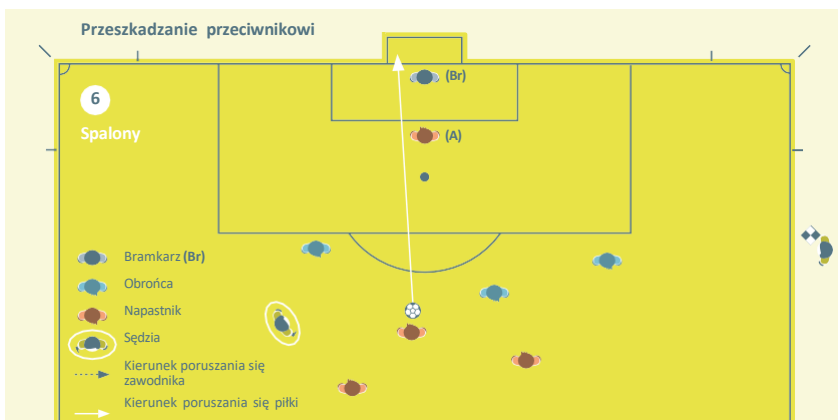 Przeszkadzanie przeciwnikowi
(Br)
6
Spalony
(A)
Bramkarz (Br)
Obrońca
Napastnik
Sędzia
Kierunek poruszania się
zawodnika
Kierunek poruszania się piłki